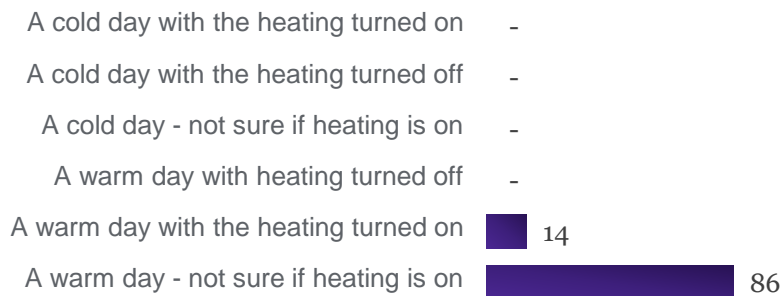 A cold day with the heating turned on -
A cold day with the heating turned off -
A cold day - not sure if heating is on -
A warm day with heating turned off -
A warm day with the heating turned on 14
A warm day - not sure if heating is on 86